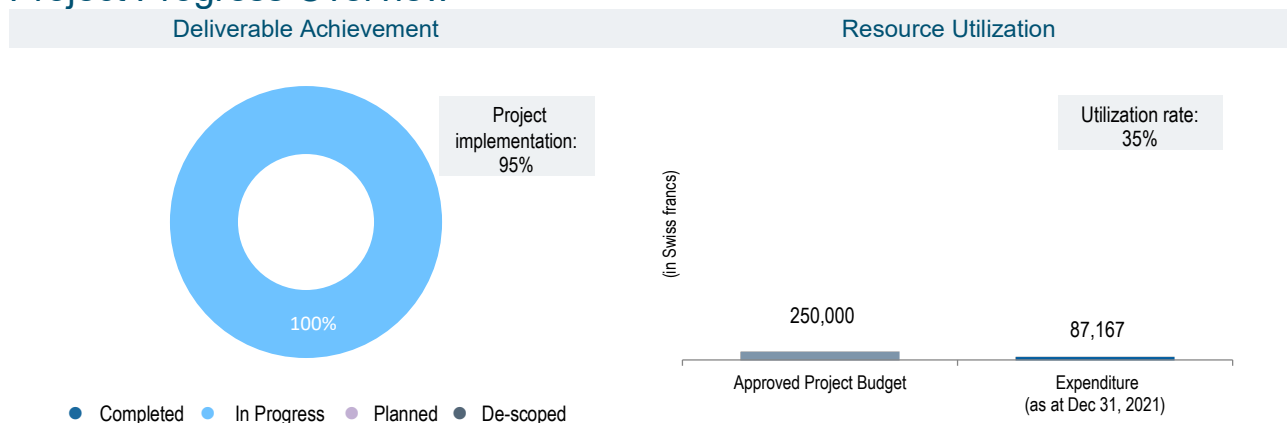 Deliverable Achievement
Resource Utilization
Project
implementation:
95%
100%
Completed
In Progress
Planned
De-scoped
Utilization rate:
35%
(in Swiss francs)
250,000
87,167
Approved Project Budget
Expenditure
(as at Dec 31, 2021)